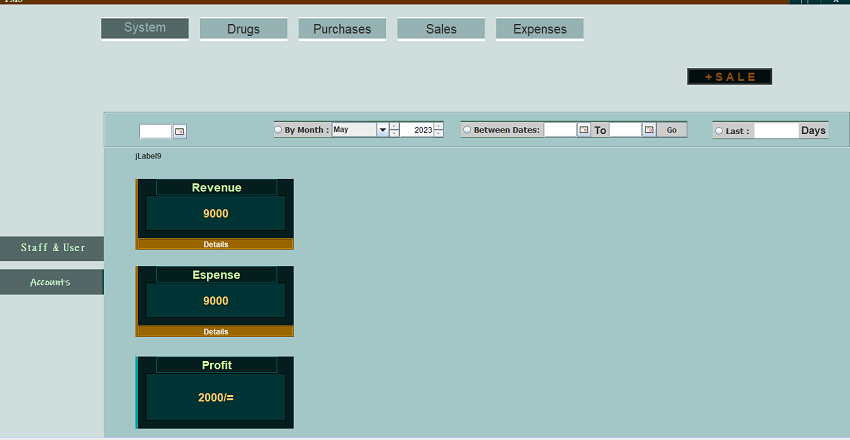 System Drugs Purchases Sales Expenses
+ S A L E
By Month : May 2023 Between Dates: To Go Last : Days
jLabel9
Revenue
9000
Details
Staff & User
Espense
Accounts
9000
Details
Profit
2000/=